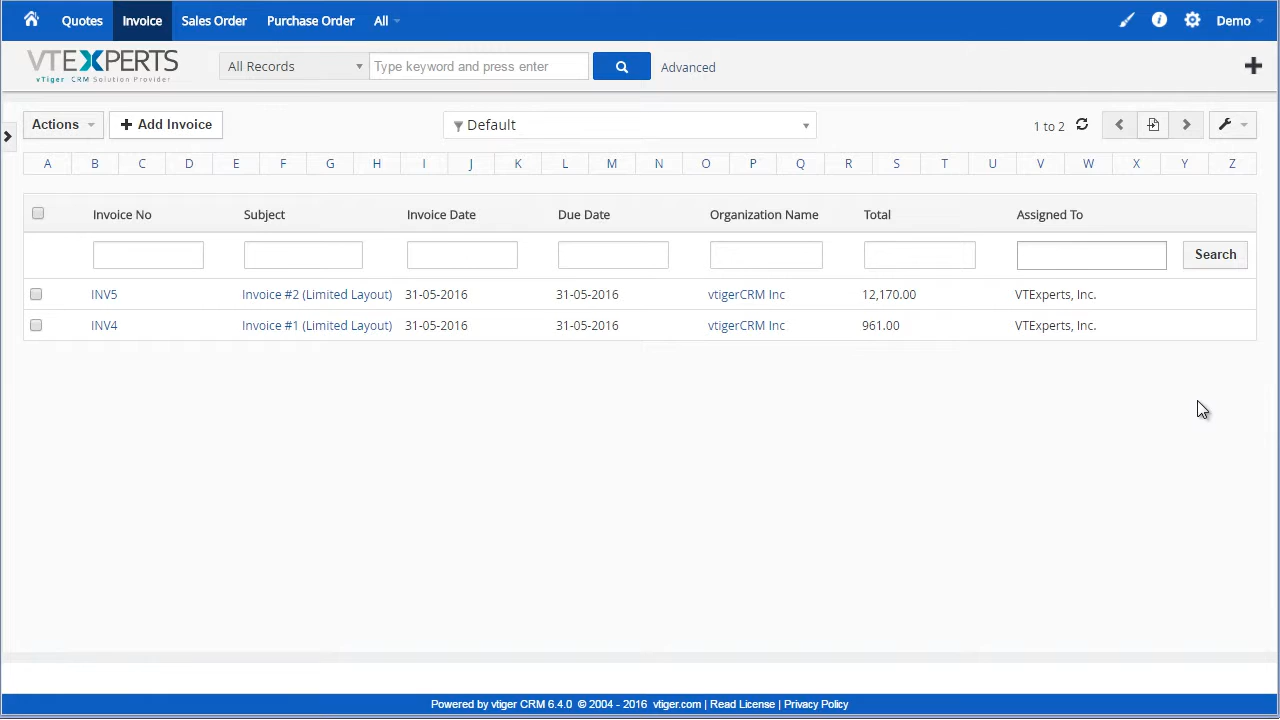 Quotes Invoice Sales Order Purchase Order All Demo
VTEXPERTS
vTiger CRM Solution Provider
All Records Type keyword and press enter Advanced
Actions Add Invoice Default 1 to 2
A B C D E F G H I J K L M N O P Q R S T U V W X Y Z
Invoice No Subject Invoice Date Due Date Organization Name Total Assigned To
Search
INV5 Invoice #2 (Limited Layout) 31-05-2016 31-05-2016 vtigerCRM Inc 12,170.00 VTExperts, Inc.
INV4 Invoice #1 (Limited Layout) 31-05-2016 31-05-2016 vtigerCRM Inc 961.00 VTExperts, Inc.
Powered by vtiger CRM 6.4.0 © 2004 - 2016 vtiger.com | Read License | Privacy Policy